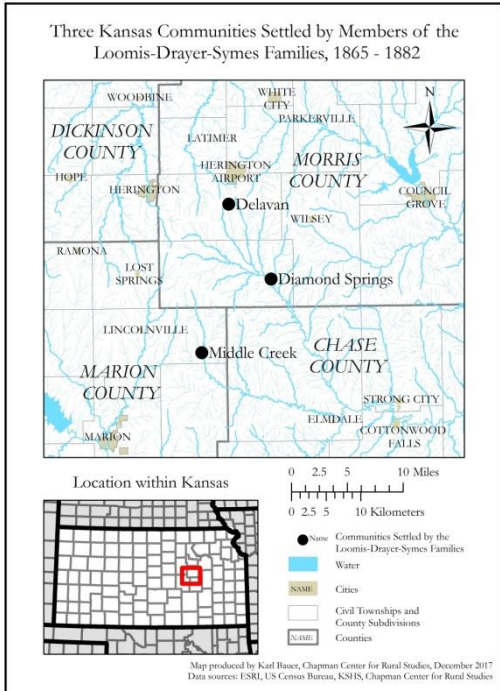 Three Kansas Communities Settled by Members of the
Loomis-Drayer-Symes Families, 1865 - 1882
WOODBINE
WHITE
CITY
PARKERVILLE
N
DICKINSON
COUNTY
LATIMER
MORRIS
COUNTY
HOPE
HERINGTON
HERINGTON
AIRPORT
COUNCIL
GROVE
Delavan
WILSEY
RAMONA
LOST
SPRINGS
Diamond Springs
LINCOLNVILLE
Middle Creek
CHASE
COUNTY
MARION
COUNTY
STRONG CITY
ELMDALE
COTTONWOOD
FALLS
MARION
Location within Kansas
0 2.5 5 10 Miles
0 2.5 5 10 Kilometers
Name Communities Settled by the
Loomis-Drayer-Symes Families
Water
NAME Cities
Civil Townships and
County Subdivisions
NAME Counties
Map produced by Karl Bauer, Chapman Center for Rural Studies, December 2017
Data sources: ESRI, US Census Bureau, KSHS, Chapman Center for Rural Studies